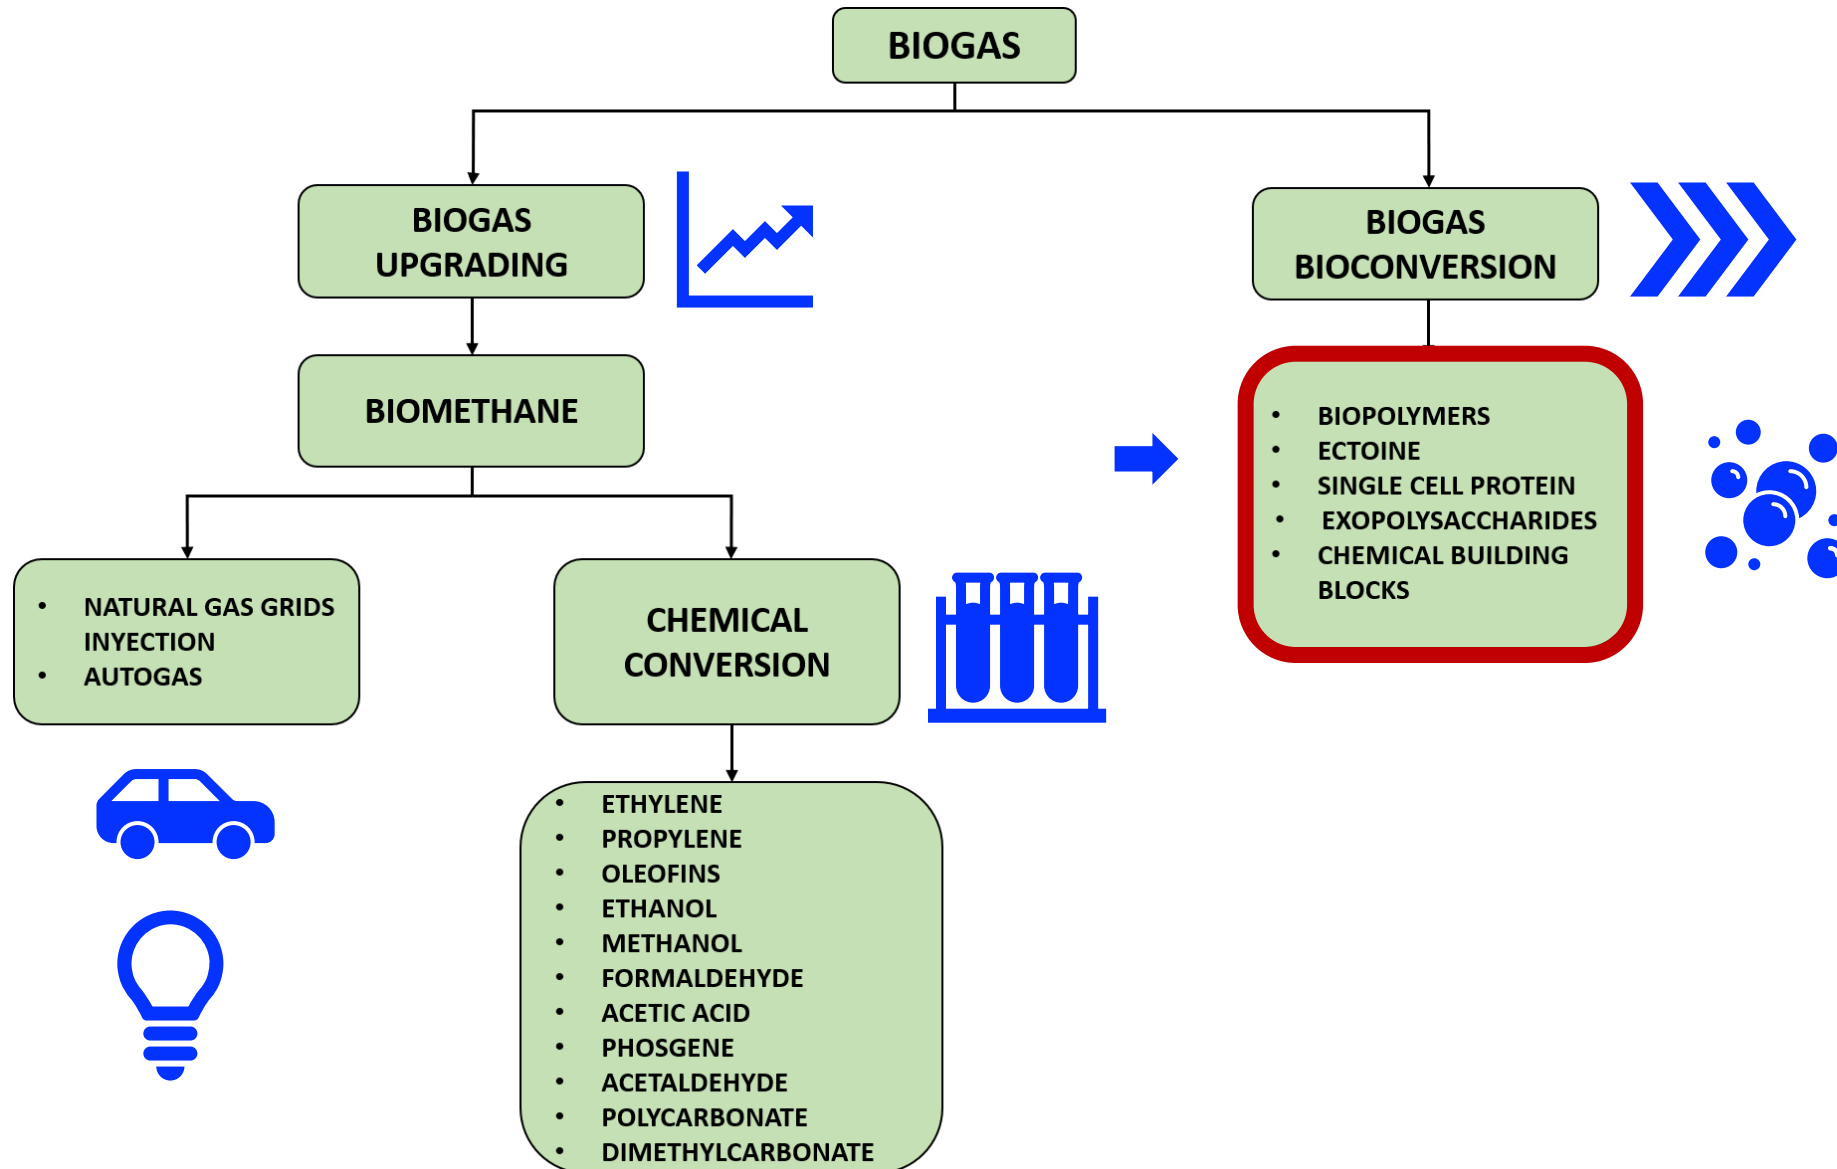 BIOGAS
BIOGAS
UPGRADING
BIOGAS
BIOCONVERSION
BIOMETHANE
• BIOPOLYMERS
• ECTOINE
• SINGLE CELL PROTEIN
• EXOPOLYSACCHARIDES
• CHEMICAL BUILDING
BLOCKS
• NATURAL GAS GRIDS
INYECTION
• AUTOGAS
CHEMICAL
CONVERSION
• ETHYLENE
• PROPYLENE
• OLEOFINS
• ETHANOL
• METHANOL
• FORMALDEHYDE
• ACETIC ACID
• PHOSGENE
• ACETALDEHYDE
• POLYCARBONATE
• DIMETHYLCARBONATE